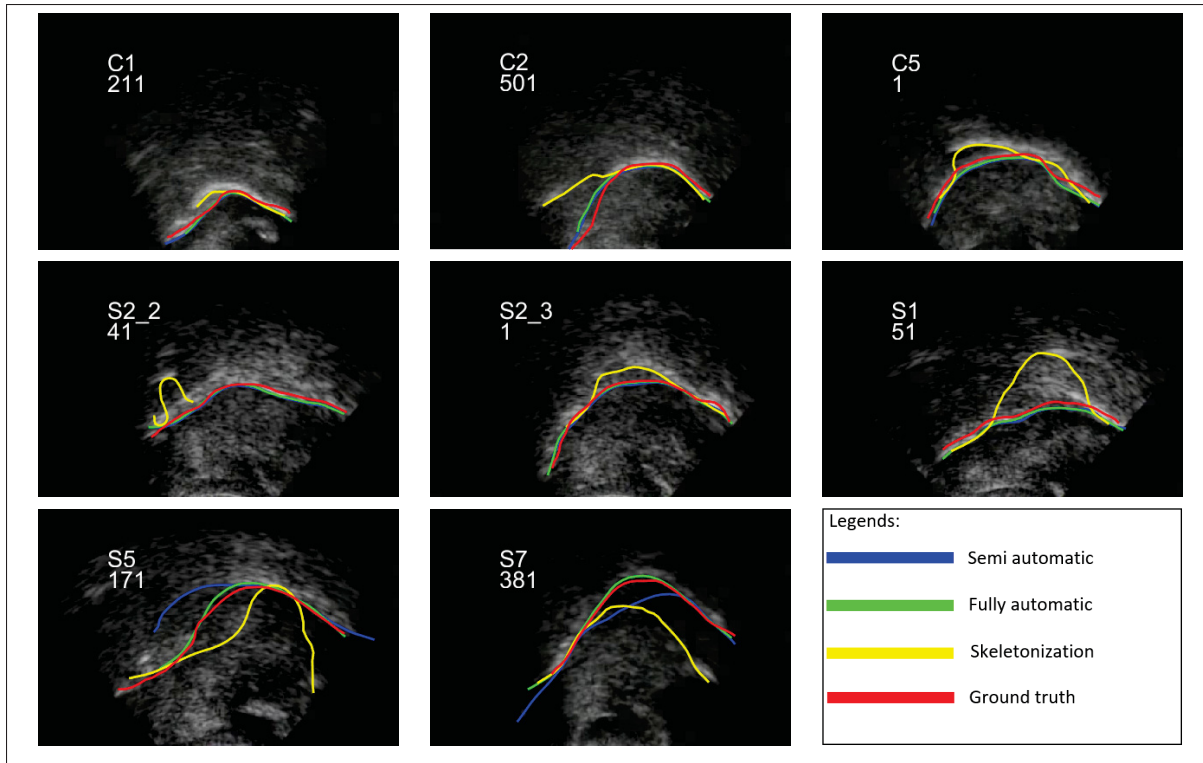 C1
211
C2
501
C5
1
S2_2
41
S2_3
1
S1
51
S5
171
S7
381
Legends:
Semi automatic
Fully automatic
Skeletonization
Ground truth